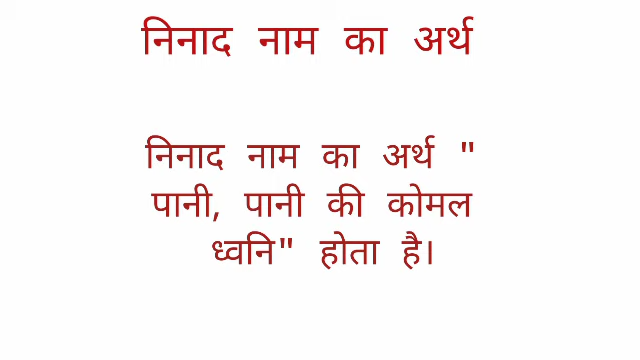 निनाद नाम का अर्थ
निनाद नाम का अर्थ "
पानी, पानी की कोमल
ध्वनि" होता है।